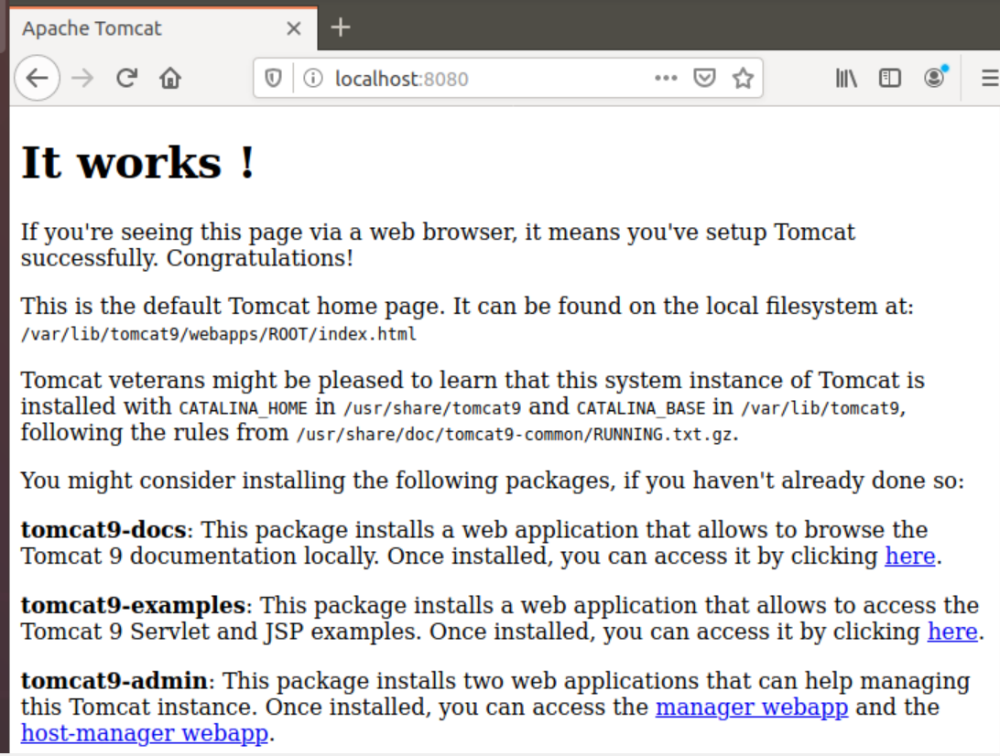 Apache Tomcat
localhost:8080
It works !
If you're seeing this page via a web browser, it means you've setup Tomcat
successfully. Congratulations!
This is the default Tomcat home page. It can be found on the local filesystem at:
/var/lib/tomcat9/webapps/ROOT/index.html
Tomcat veterans might be pleased to learn that this system instance of Tomcat is
installed with CATALINA_HOME in /usr/share/tomcat9 and CATALINA_BASE in /var/lib/tomcat9,
following the rules from /usr/share/doc/tomcat9-common/RUNNING.txt.gz.
You might consider installing the following packages, if you haven't already done so:
tomcat9-docs: This package installs a web application that allows to browse the
Tomcat 9 documentation locally. Once installed, you can access it by clicking here.
tomcat9-examples: This package installs a web application that allows to access the
Tomcat 9 Servlet and JSP examples. Once installed, you can access it by clicking here.
tomcat9-admin: This package installs two web applications that can help managing
this Tomcat instance. Once installed, you can access the manager webapp and the
host-manager webapp.